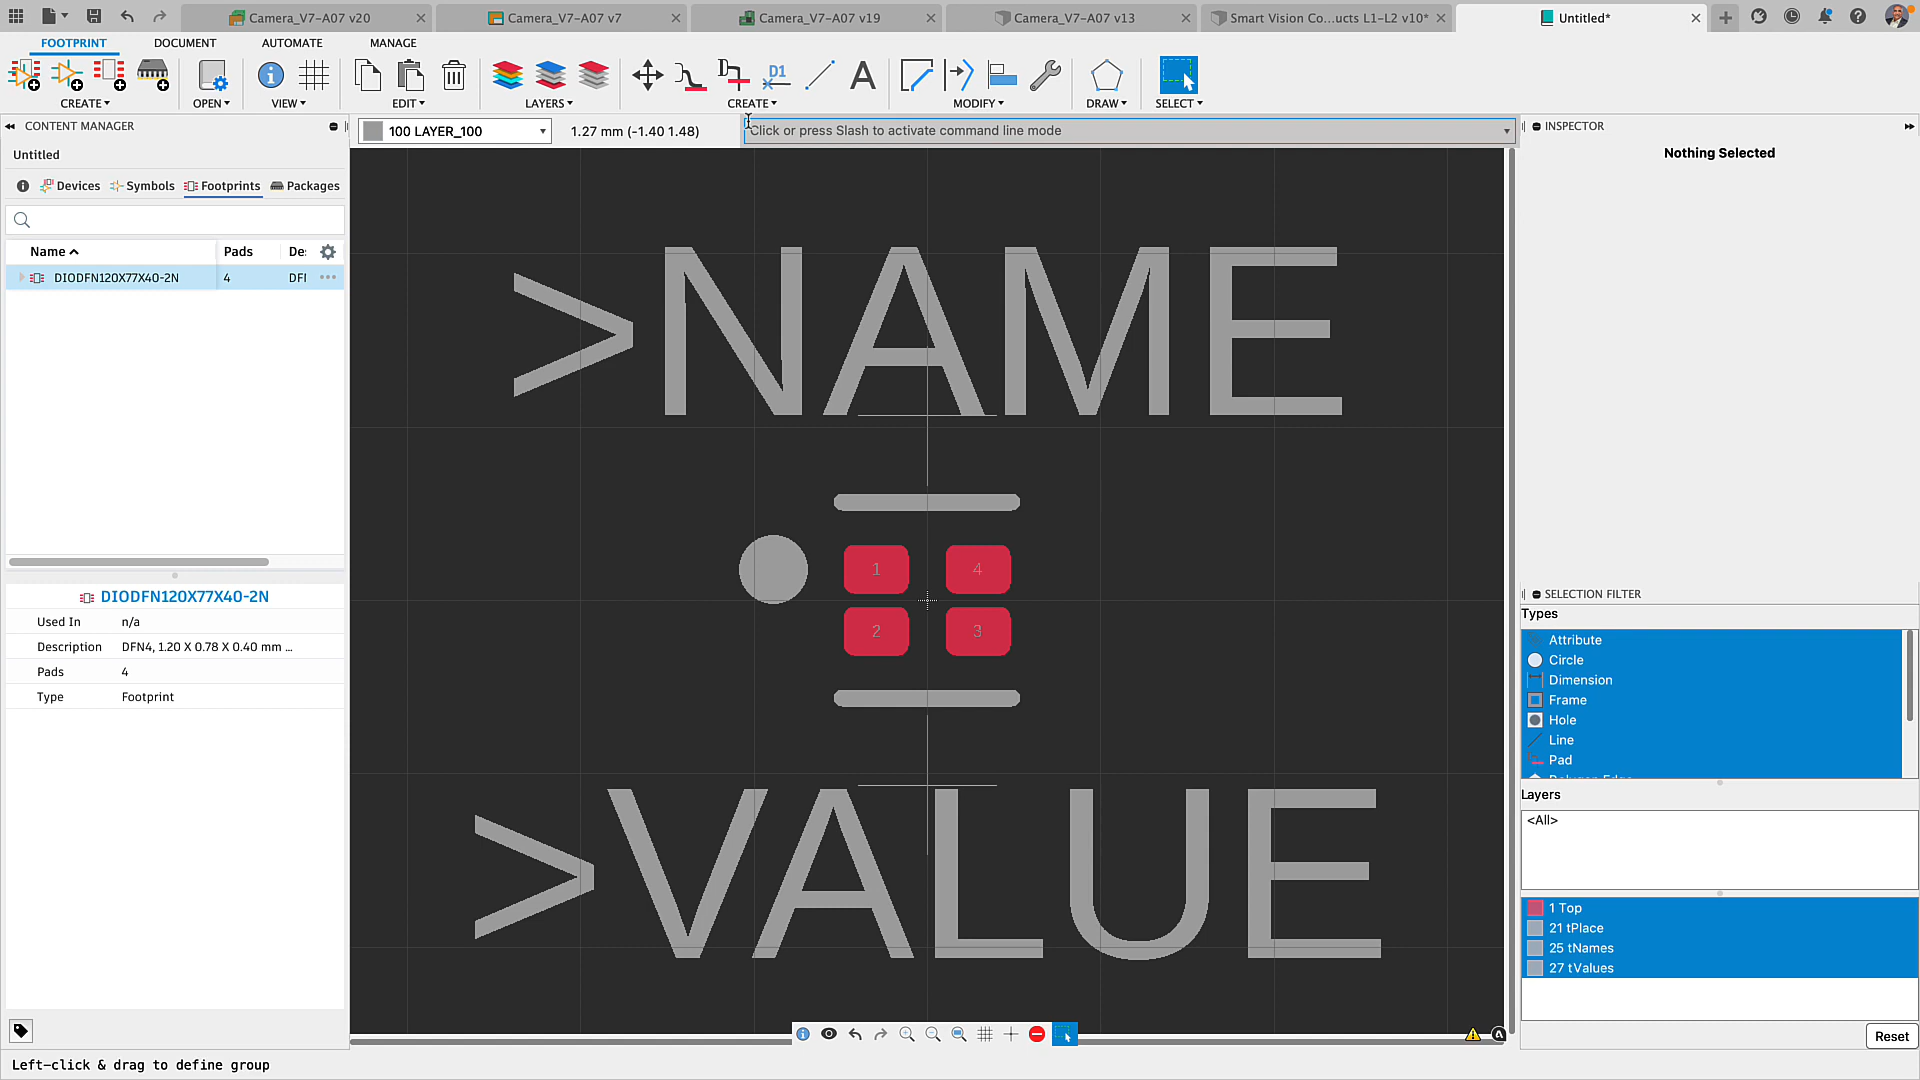 Camera_V7-A07 v20
Camera_V7-A07 v7
Camera_V7-A07 v19
Camera_V7-A07 v13
Smart Vision Co...ucts L1-L2 v10*
Untitled*
FOOTPRINT
DOCUMENT
AUTOMATE
MANAGE
D1
A
CREATE
OPEN
VIEW
EDIT
LAYERS
CREATE
MODIFY
DRAW
SELECT
CONTENT MANAGER
100 LAYER_100
1.27 mm (-1.40 1.48)
Click or press Slash to activate command line mode
INSPECTOR
Untitled
Nothing Selected
Devices
Symbols
Footprints
Packages
Name
Pads
De
DIODFN120X77X40-2N
4
DFI
>NAME
1
4
2
3
>VALUE
DIODFN120X77X40-2N
Used In n/a
Description DFN4, 1.20 X 0.78 X 0.40 mm ...
Pads 4
Type Footprint
SELECTION FILTER
Types
Attribute
Circle
Dimension
Frame
Hole
Line
Pad
Polygon Edge
Layers
<All>
1 Top
21 tPlace
25 tNames
27 tValues
Reset
Left-click & drag to define group